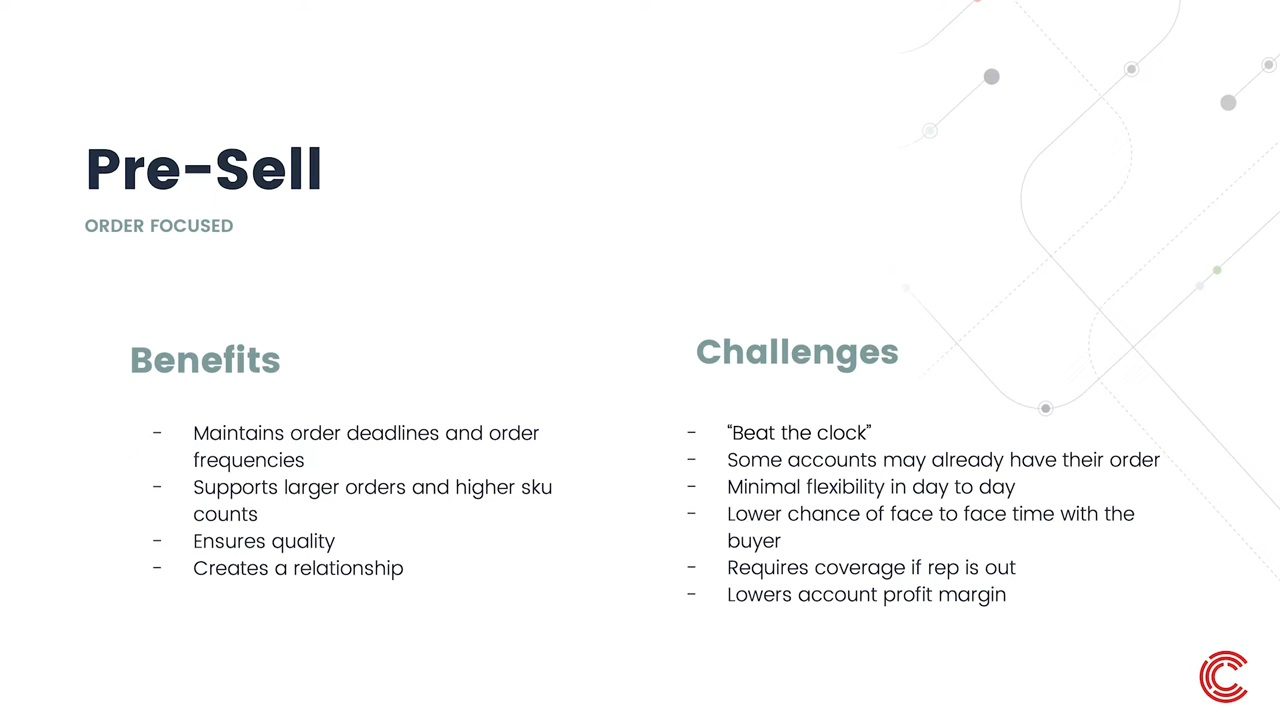 Pre-Sell
ORDER FOCUSED
Benefits
- Maintains order deadlines and order
frequencies
- Supports larger orders and higher sku
counts
- Ensures quality
- Creates a relationship
Challenges
- “Beat the clock”
- Some accounts may already have their order
- Minimal flexibility in day to day
- Lower chance of face to face time with the
buyer
- Requires coverage if rep is out
- Lowers account profit margin